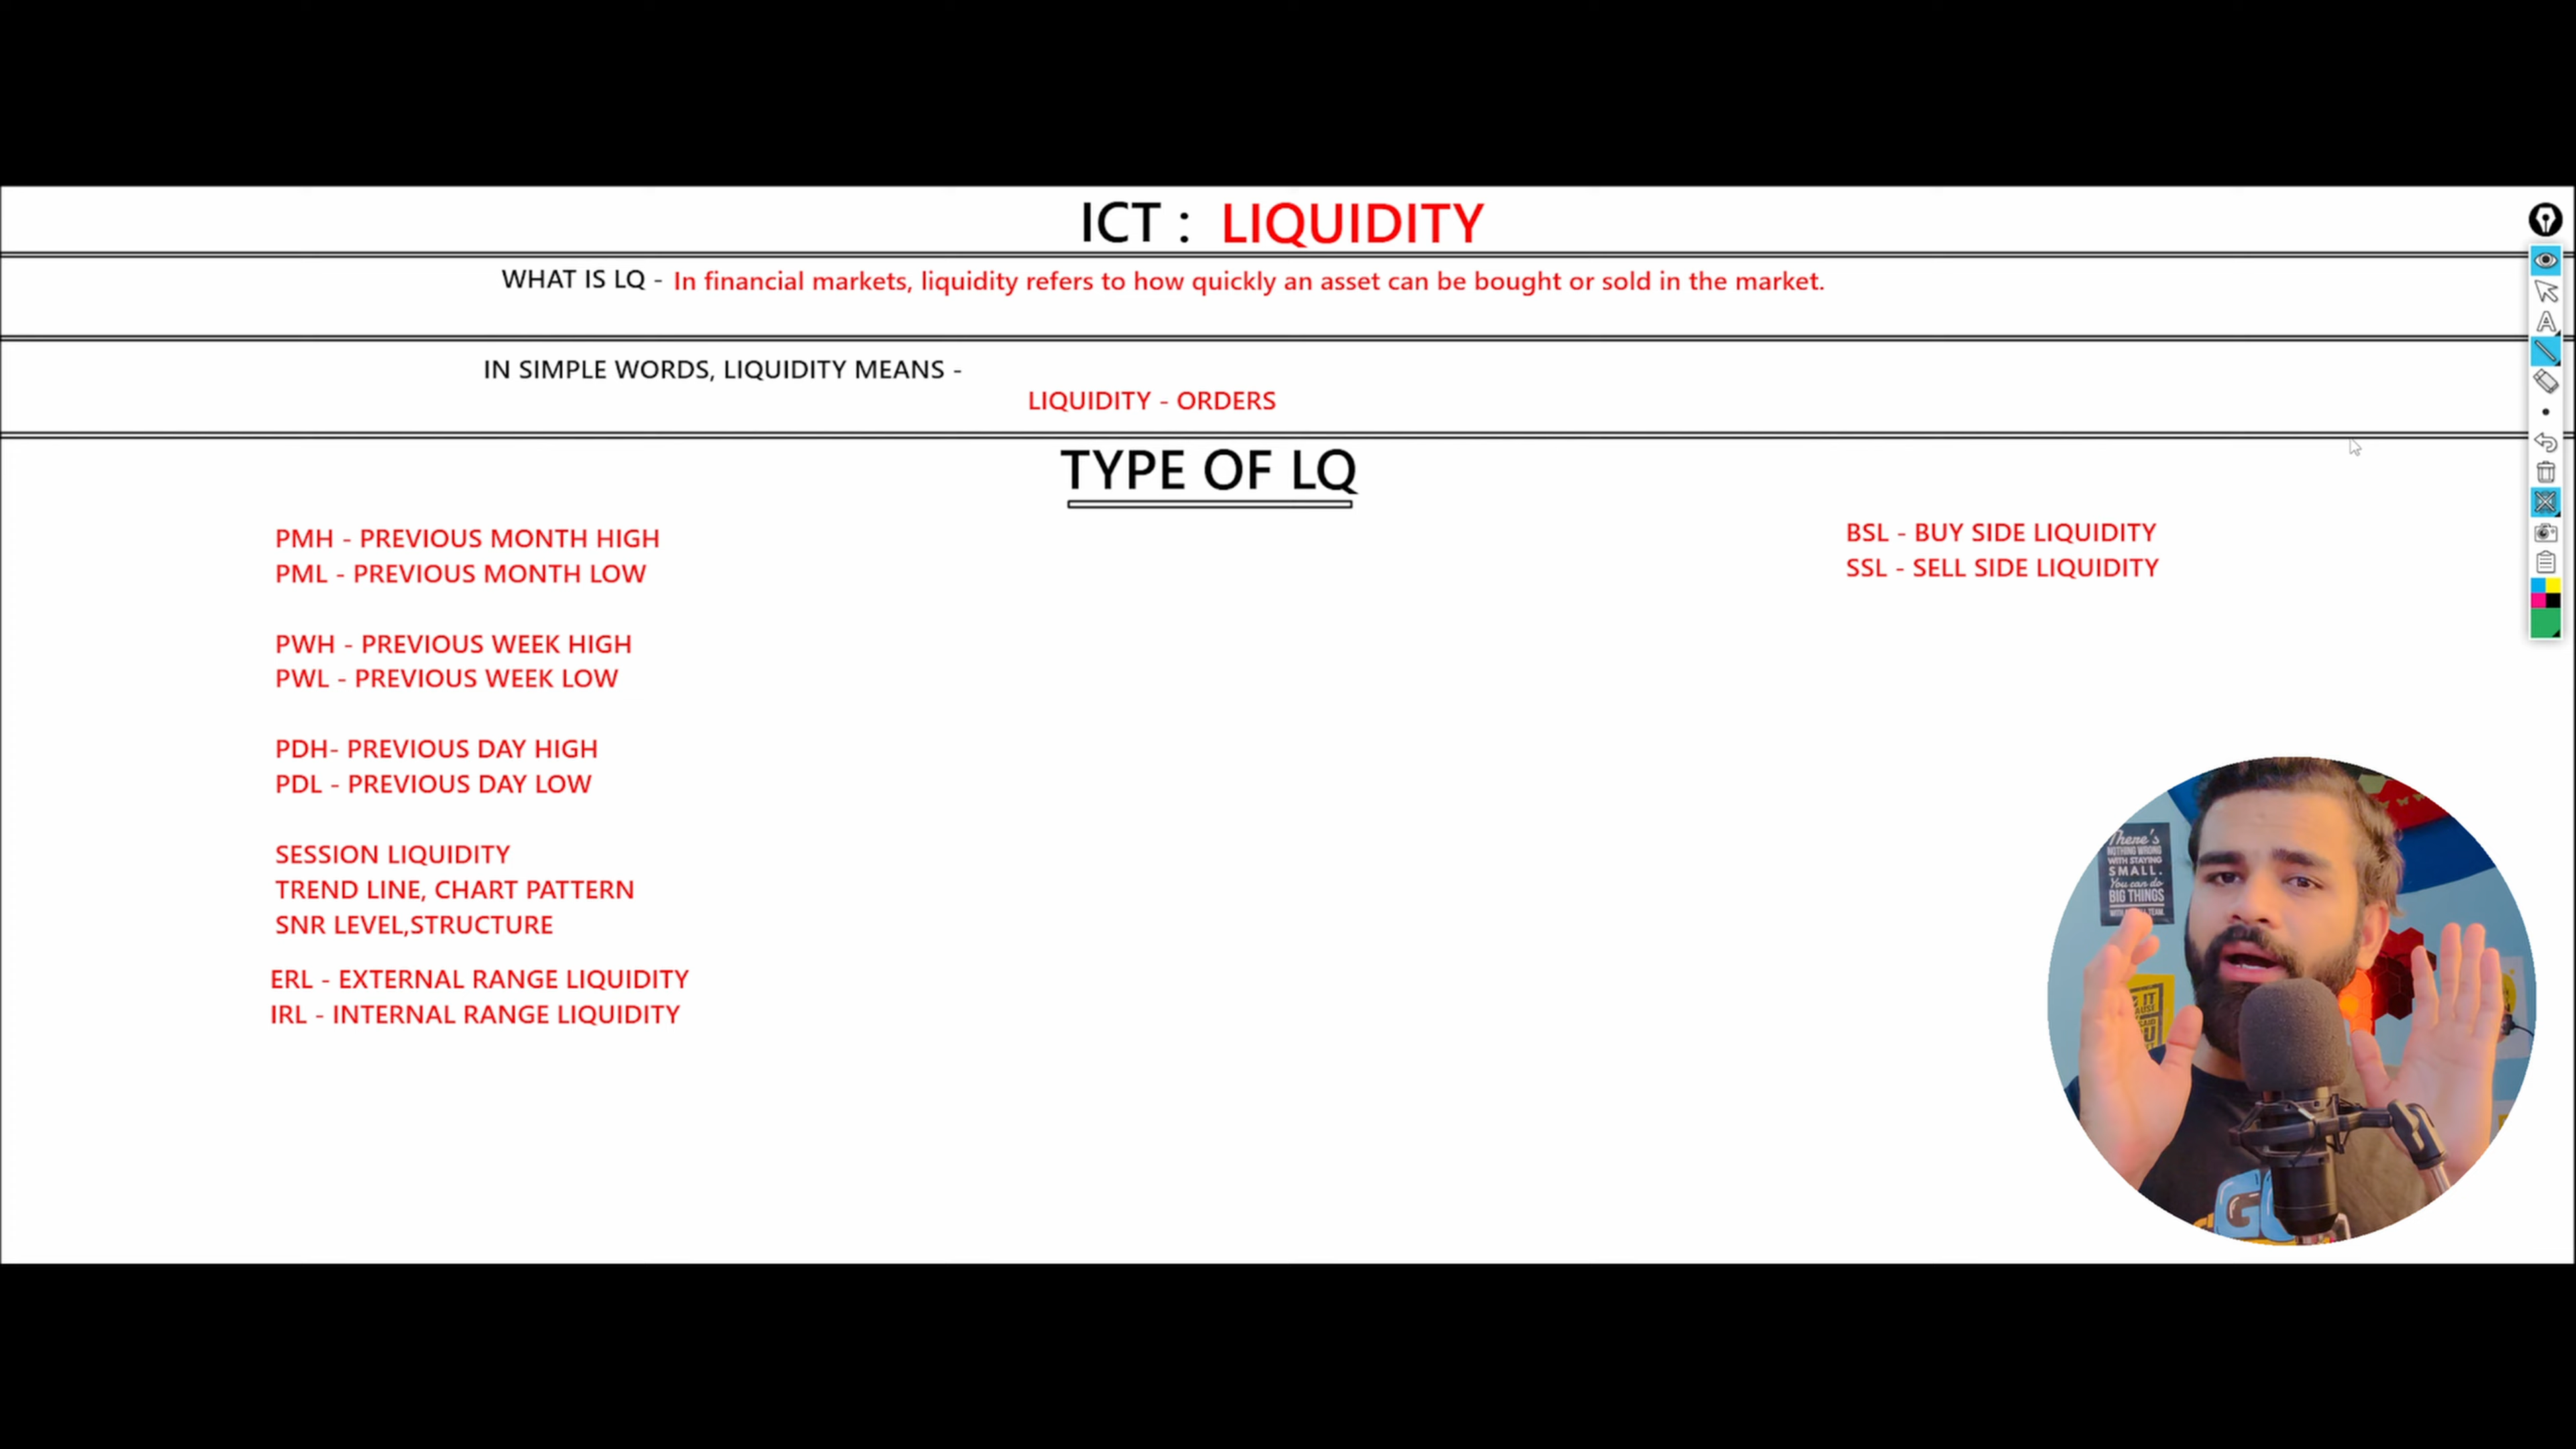 ICT : LIQUIDITY
WHAT IS LQ - In financial markets, liquidity refers to how quickly an asset can be bought or sold in the market.
IN SIMPLE WORDS, LIQUIDITY MEANS -
LIQUIDITY - ORDERS
TYPE OF LQ
PMH - PREVIOUS MONTH HIGH
PML - PREVIOUS MONTH LOW
PWH - PREVIOUS WEEK HIGH
PWL - PREVIOUS WEEK LOW
PDH- PREVIOUS DAY HIGH
PDL - PREVIOUS DAY LOW
SESSION LIQUIDITY
TREND LINE, CHART PATTERN
SNR LEVEL,STRUCTURE
ERL - EXTERNAL RANGE LIQUIDITY
IRL - INTERNAL RANGE LIQUIDITY
BSL - BUY SIDE LIQUIDITY
SSL - SELL SIDE LIQUIDITY
There's
NOTHING WRONG
WITH STAYING
SMALL.
You can do
BIG THINGS
TEAM.
IT